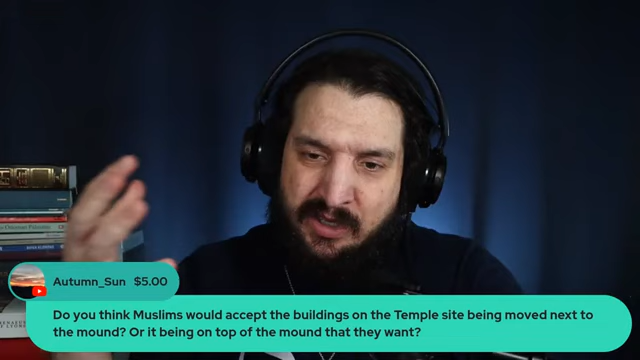 Autumn_Sun $5.00
Do you think Muslims would accept the buildings on the Temple site being moved next to
the mound? Or it being on top of the mound that they want?